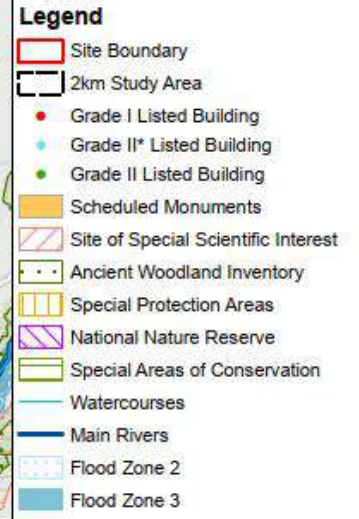 Legend
Site Boundary
2km Study Area
Grade I Listed Building
Grade II* Listed Building
Grade II Listed Building
Scheduled Monuments
Site of Special Scientific Interest
Ancient Woodland Inventory
Special Protection Areas
National Nature Reserve
Special Areas of Conservation
Watercourses
Main Rivers
Flood Zone 2
Flood Zone 3